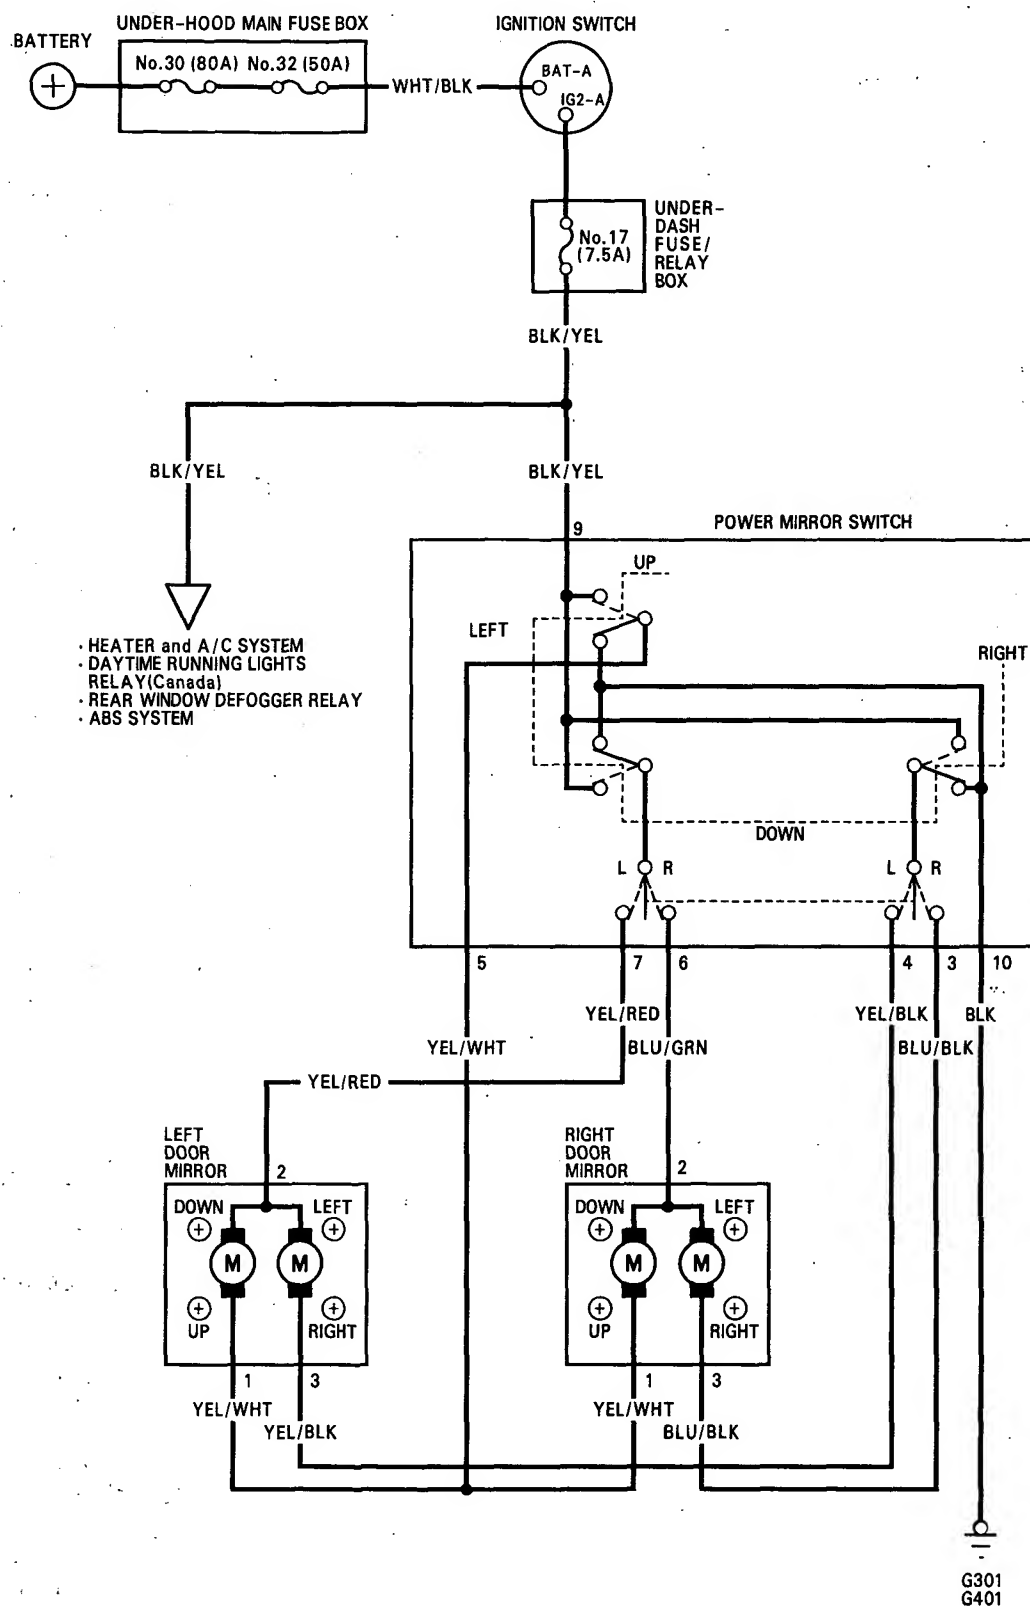 UNDER-HOOD MAIN FUSE BOX
IGNITION SWITCH
BATTERY
No.30 (80A) No.32 (50A)
+
WHT/BLK
BAT-A
IG2-A
UNDER-
DASH
FUSE/
RELAY
BOX
No.17
(7.5A)
BLK/YEL
BLK/YEL
BLK/YEL
9
POWER MIRROR SWITCH
UP
LEFT
RIGHT
· HEATER and A/C SYSTEM
· DAYTIME RUNNING LIGHTS
RELAY(Canada)
· REAR WINDOW DEFOGGER RELAY
· ABS SYSTEM
DOWN
L R
L R
5
7
6
4
3
10
YEL/RED
YEL/BLK
BLK
YEL/WHT
BLU/GRN
BLU/BLK
YEL/RED
LEFT
DOOR
MIRROR
2
RIGHT
DOOR
MIRROR
2
DOWN
LEFT
+
+
M
M
+
+
UP
RIGHT
DOWN
LEFT
+
+
M
M
+
+
UP
RIGHT
1
3
1
3
YEL/WHT
YEL/BLK
YEL/WHT
BLU/BLK
G301
G401